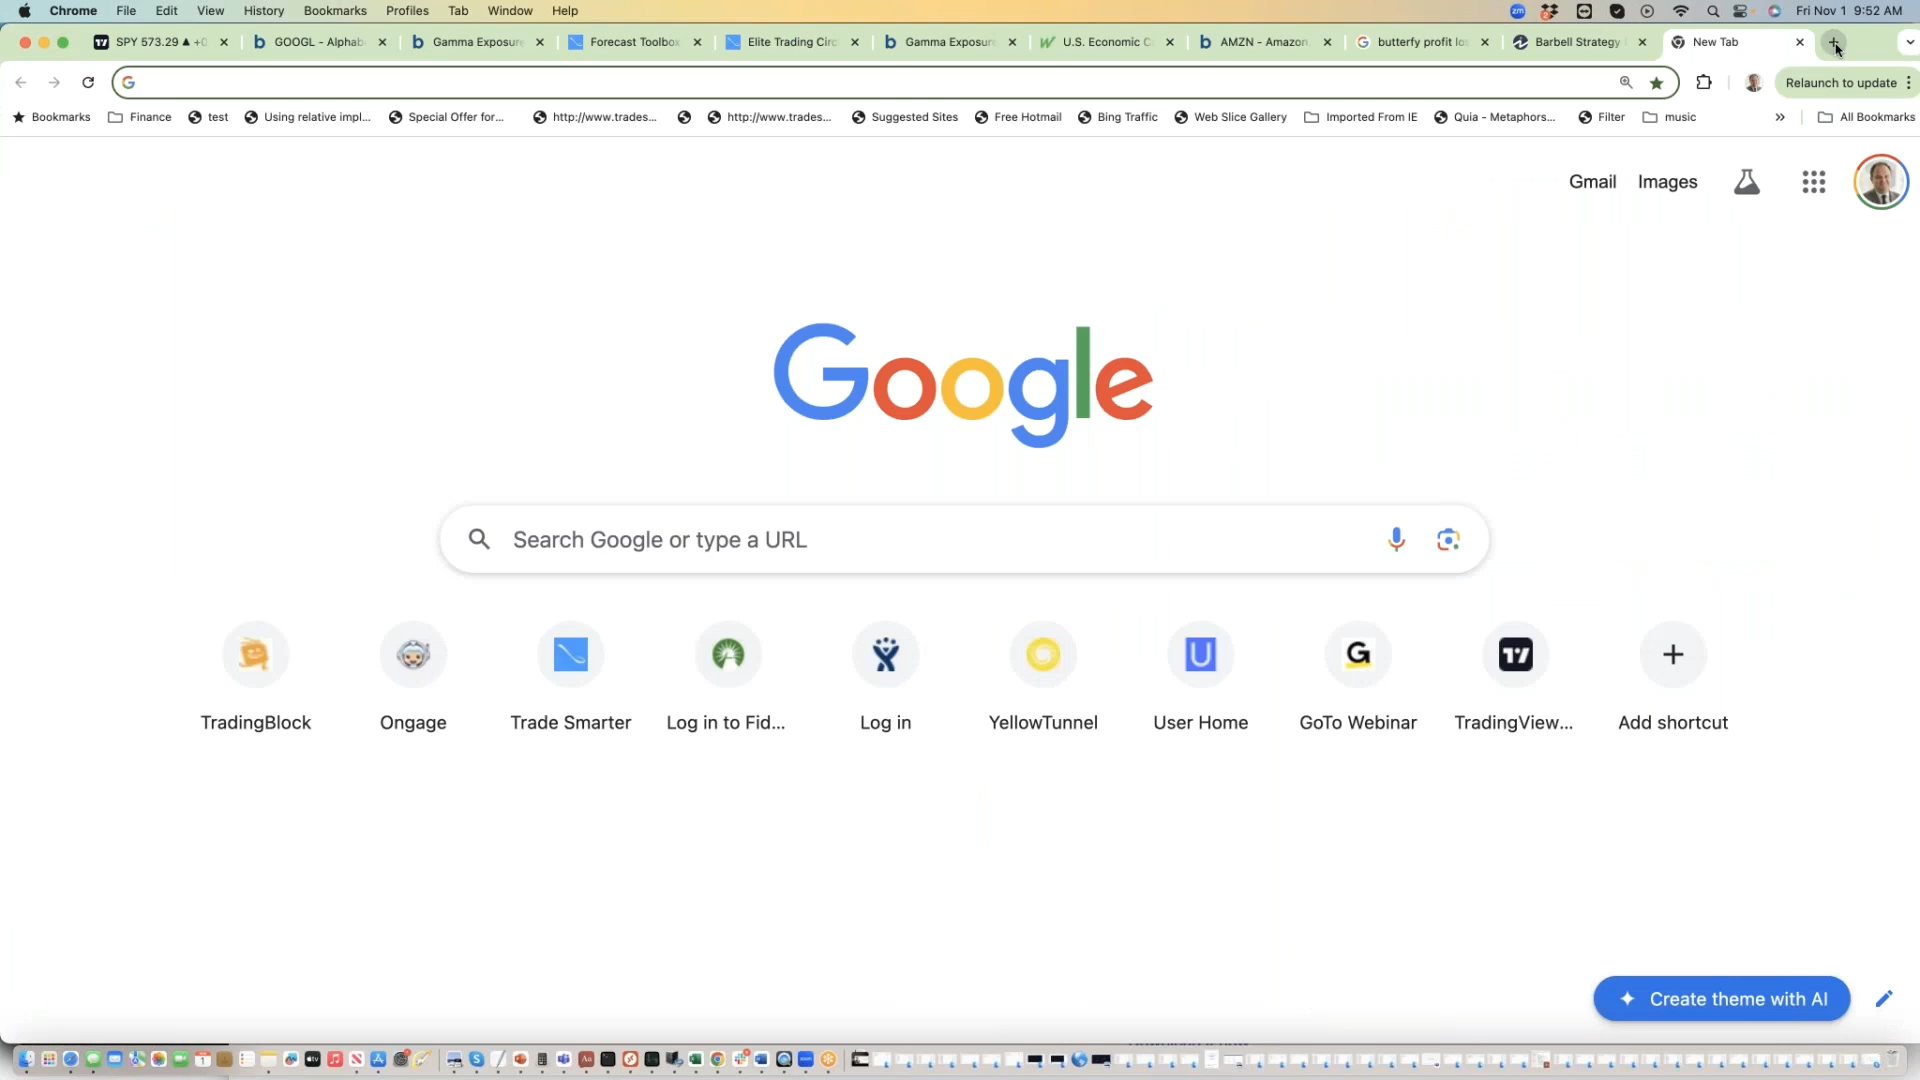 Chrome File Edit View History Bookmarks Profiles Tab Window Help Fri Nov 1 9:52 AM
SPY 573.29 ▲ +0 GOOGL - Alphab Gamma Exposure Forecast Toolbox Elite Trading Circ Gamma Exposure U.S. Economic C AMZN - Amazon butterfy profit lo Barbell Strategy New Tab
Relaunch to update
Bookmarks Finance test Using relative impl... Special Offer for... http://www.trades... http://www.trades... Suggested Sites Free Hotmail Bing Traffic Web Slice Gallery Imported From IE Quia - Metaphors... Filter music » All Bookmarks
Gmail Images
Google
Search Google or type a URL
TradingBlock Ongage Trade Smarter Log in to Fid... Log in YellowTunnel User Home GoTo Webinar TradingView... Add shortcut
Create theme with AI